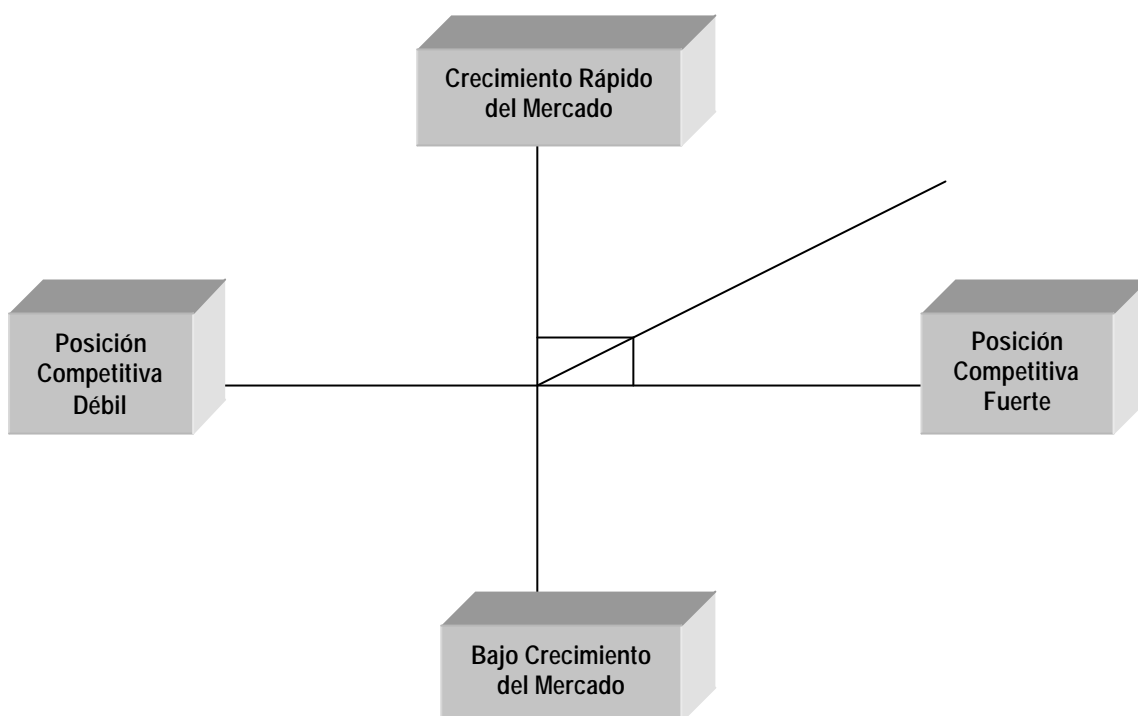 Crecimiento Rápido
del Mercado
Posición
Competitiva
Débil
Posición
Competitiva
Fuerte
Bajo Crecimiento
del Mercado